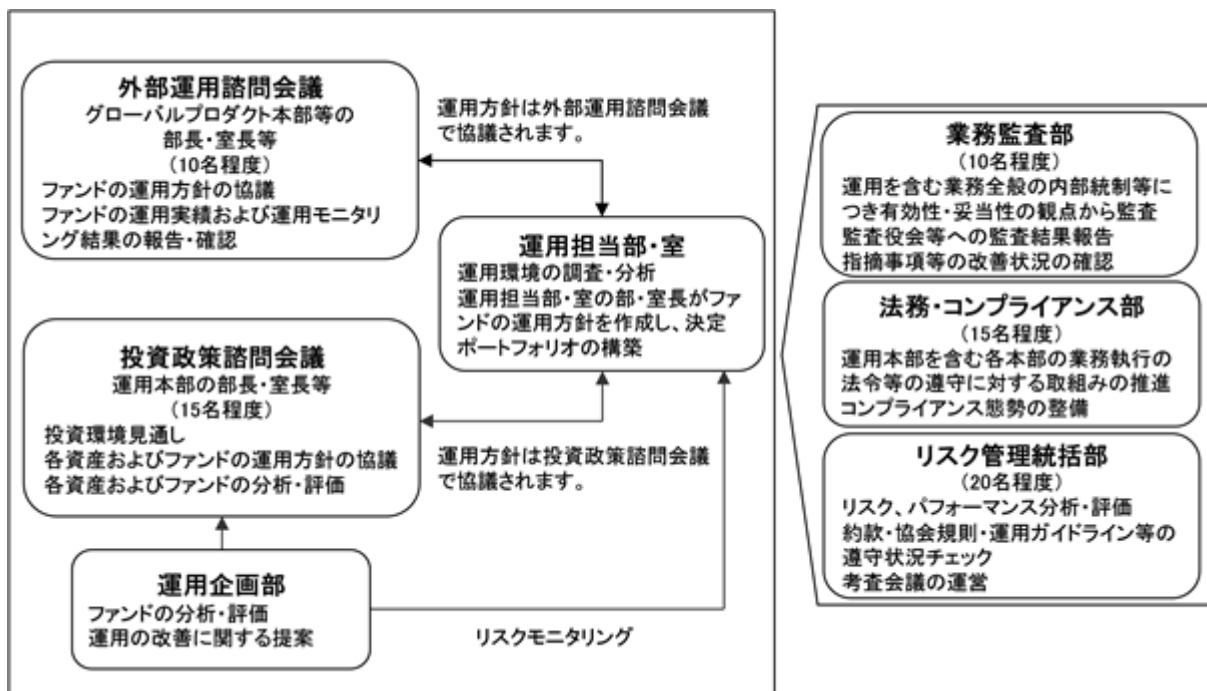 外部運用諮問会議
グローバルプロダクト本部等の
部長・室長等
(10名程度)
ファンドの運用方針の協議
ファンドの運用実績および運用モニタリ
ング結果の報告・確認
運用方針は外部運用諮問会議
で協議されます。
運用担当部・室
運用環境の調査・分析
運用担当部・室の部・室長がファ
ンドの運用方針を作成し、決定
ポートフォリオの構築
投資政策諮問会議
運用本部の部長・室長等
(15名程度)
投資環境見通し
各資産およびファンドの運用方針の協議
各資産およびファンドの分析・評価
運用方針は投資政策諮問会議
で協議されます。
運用企画部
ファンドの分析・評価
運用の改善に関する提案
リスクモニタリング
業務監査部
(10名程度)
運用を含む業務全般の内部統制等に
つき有効性・妥当性の観点から監査
監査役会等への監査結果報告
指摘事項等の改善状況の確認
法務・コンプライアンス部
(15名程度)
運用本部を含む各本部の業務執行の
法令等の遵守に対する取組みの推進
コンプライアンス態勢の整備
リスク管理統括部
(20名程度)
リスク、パフォーマンス分析・評価
約款・協会規則・運用ガイドライン等の
遵守状況チェック
考査会議の運営